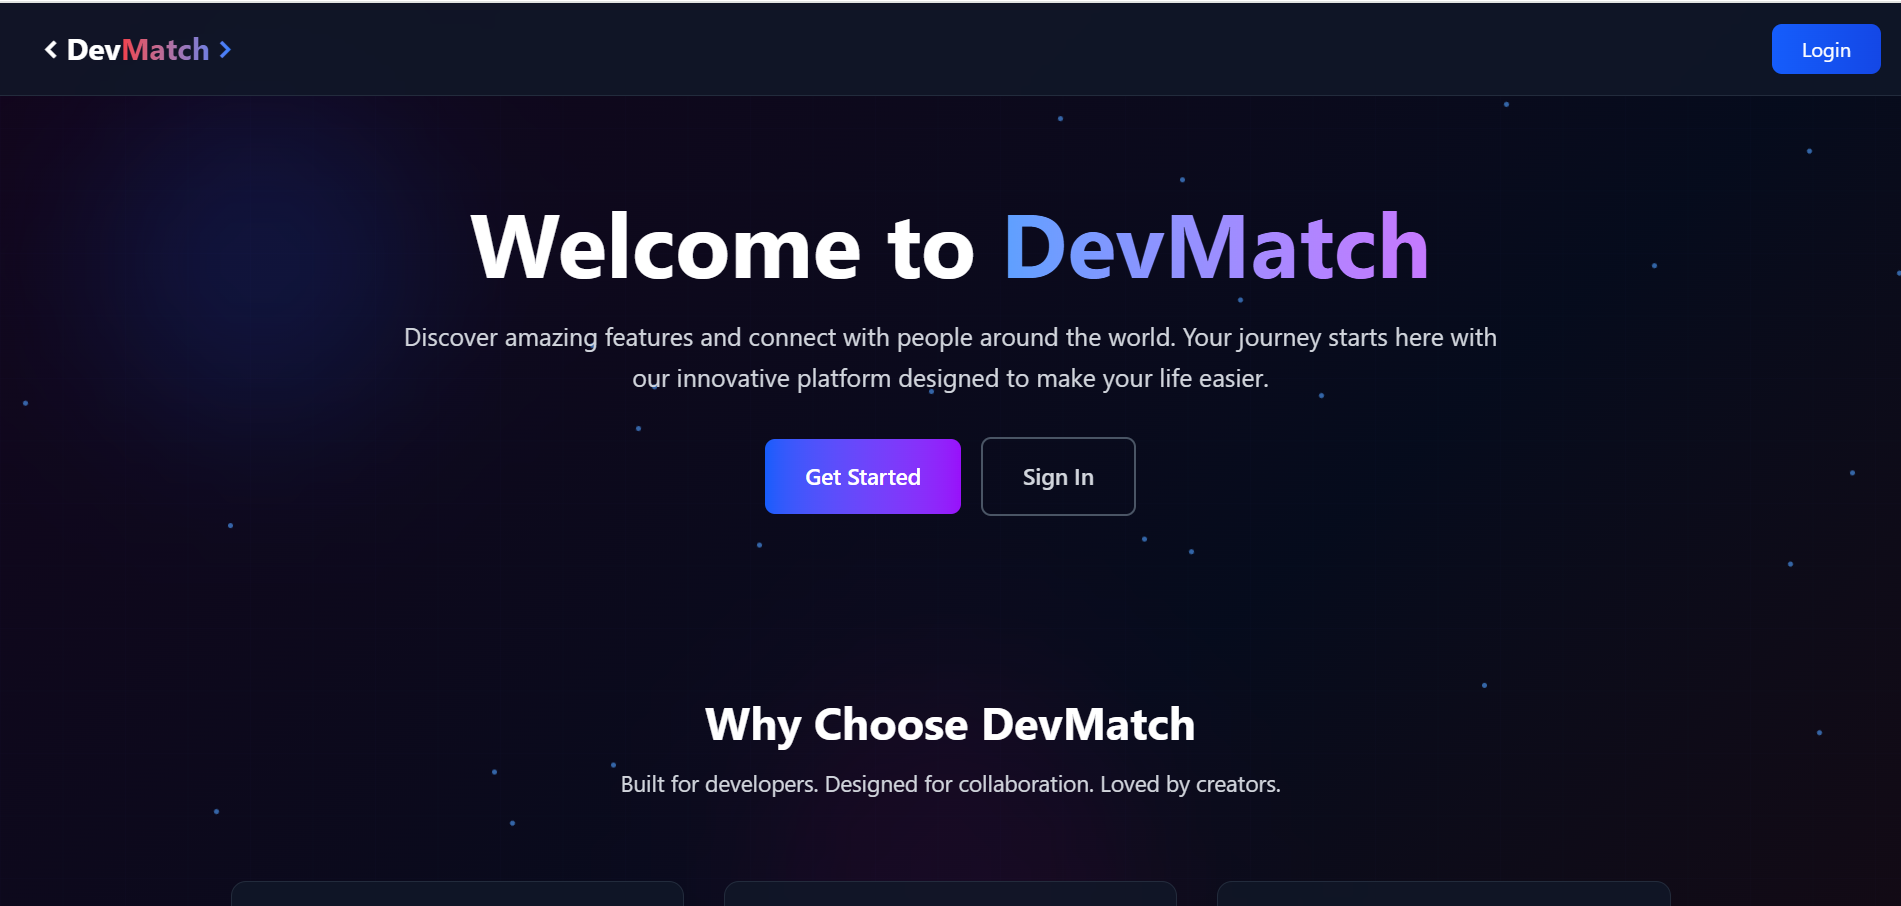 < DevMatch >
Login
Welcome to DevMatch
Discover amazing features and connect with people around the world. Your journey starts here with
our innovative platform designed to make your life easier.
Get Started
Sign In
Why Choose DevMatch
Built for developers. Designed for collaboration. Loved by creators.